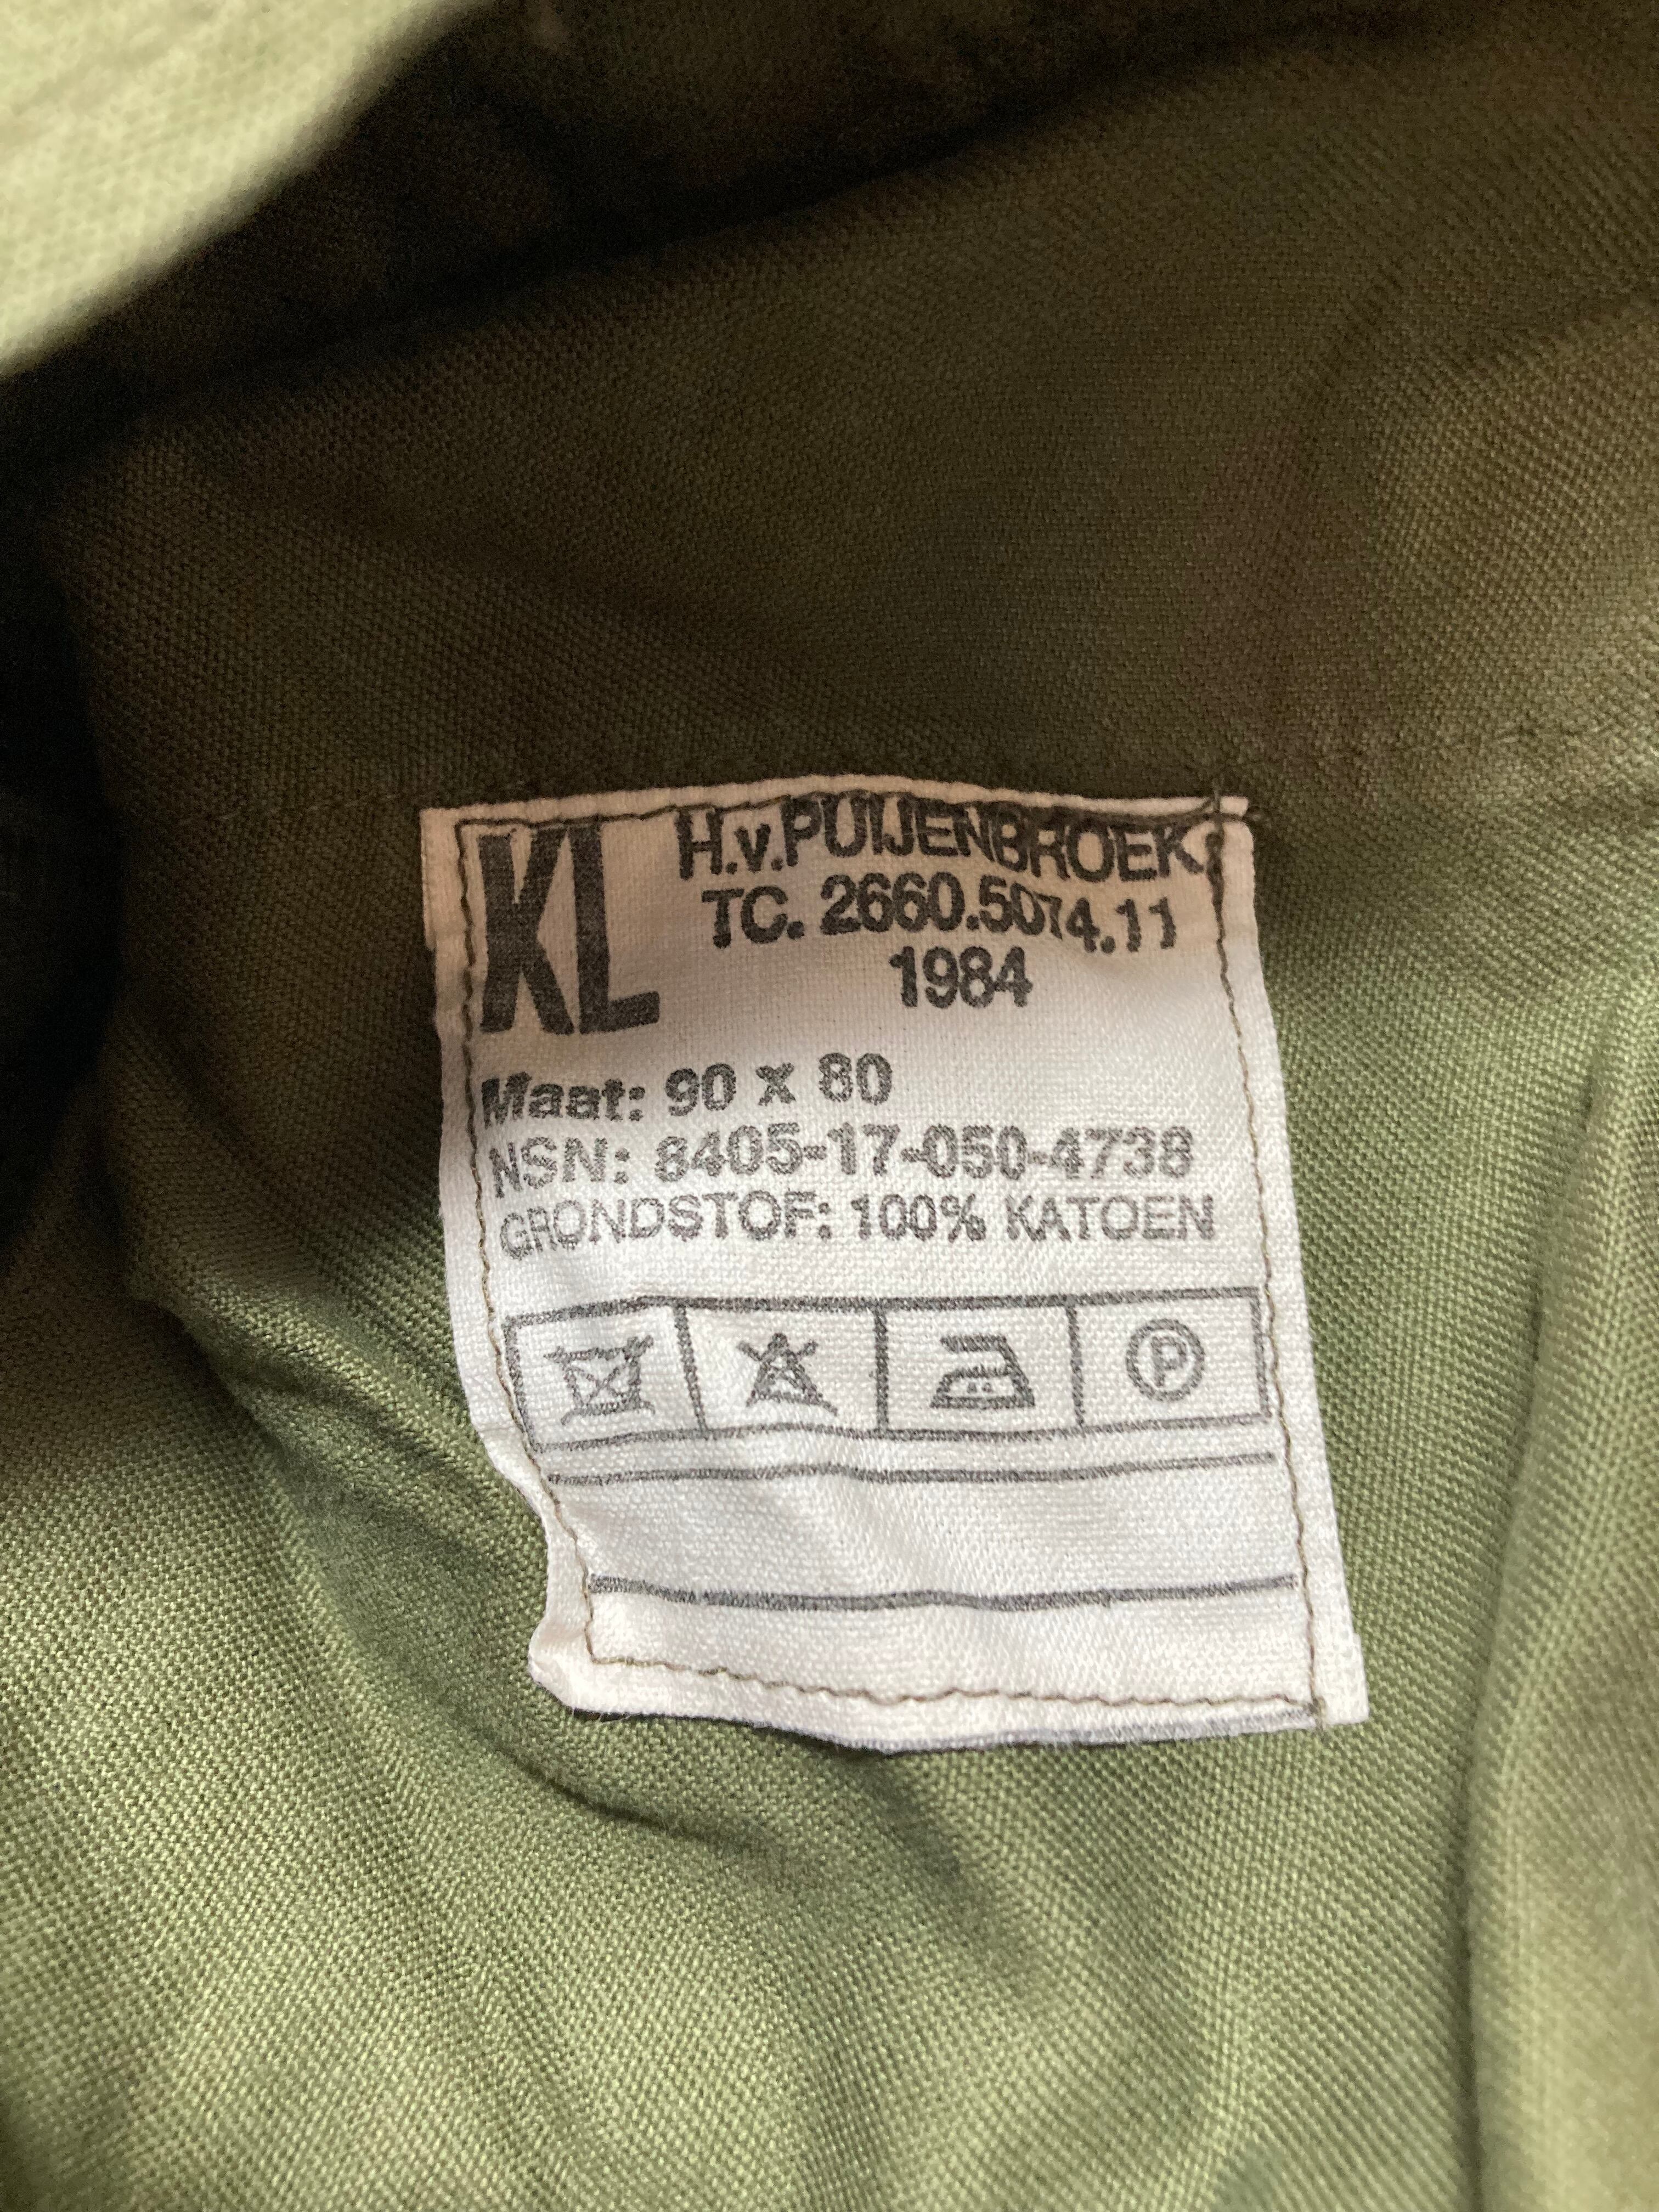 KL H.v.PUIJENBROEK
TC. 2660.5074.11
1984
Maat: 90 x 80
NSN: 8405-17-050-4738
GRONDSTOF: 100% KATOEN
P